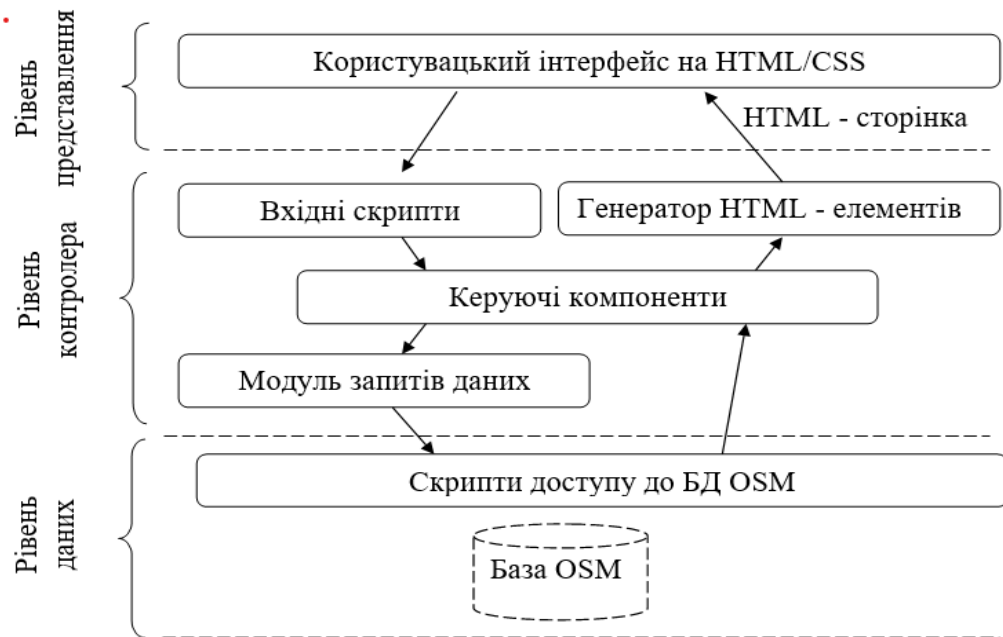 Рівень
представлення
Користувацький інтерфейс на HTML/CSS
HTML - сторінка
Рівень
контролера
Вхідні скрипти
Генератор HTML - елементів
Керуючі компоненти
Модуль запитів даних
Рівень
даних
Скрипти доступу до БД OSM
База OSM